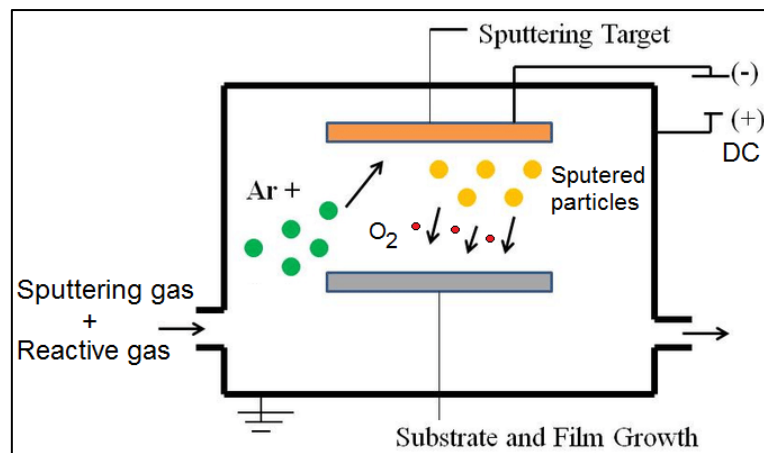 Sputtering Target
(-)
(+)
DC
Ar +
Sputered
particles
O2
Sputtering gas
+
Reactive gas
Substrate and Film Growth